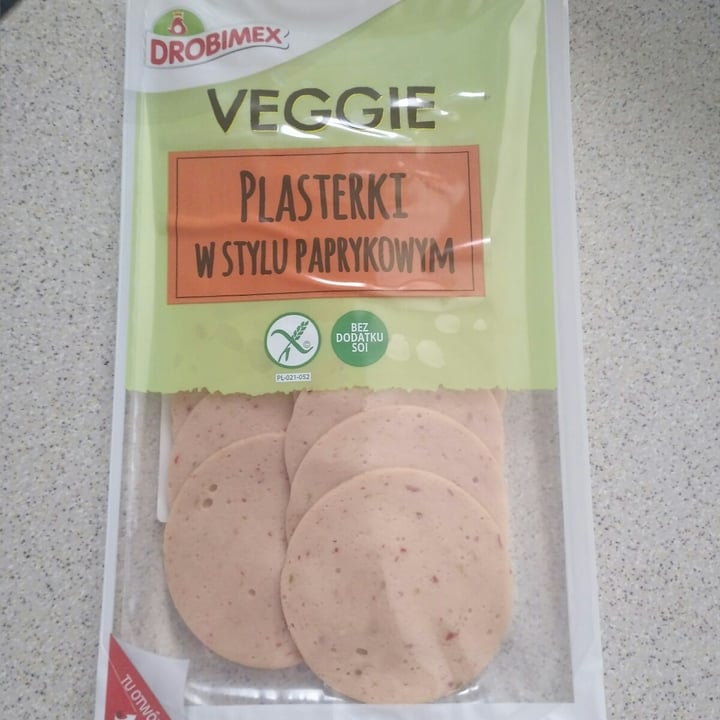 DROBIMEX
VEGGIE
PLASTERKI
W STYLU PAPRYKOWYM
BEZ
DODATKU
SOI
PL-021-052
TU OTWÓ